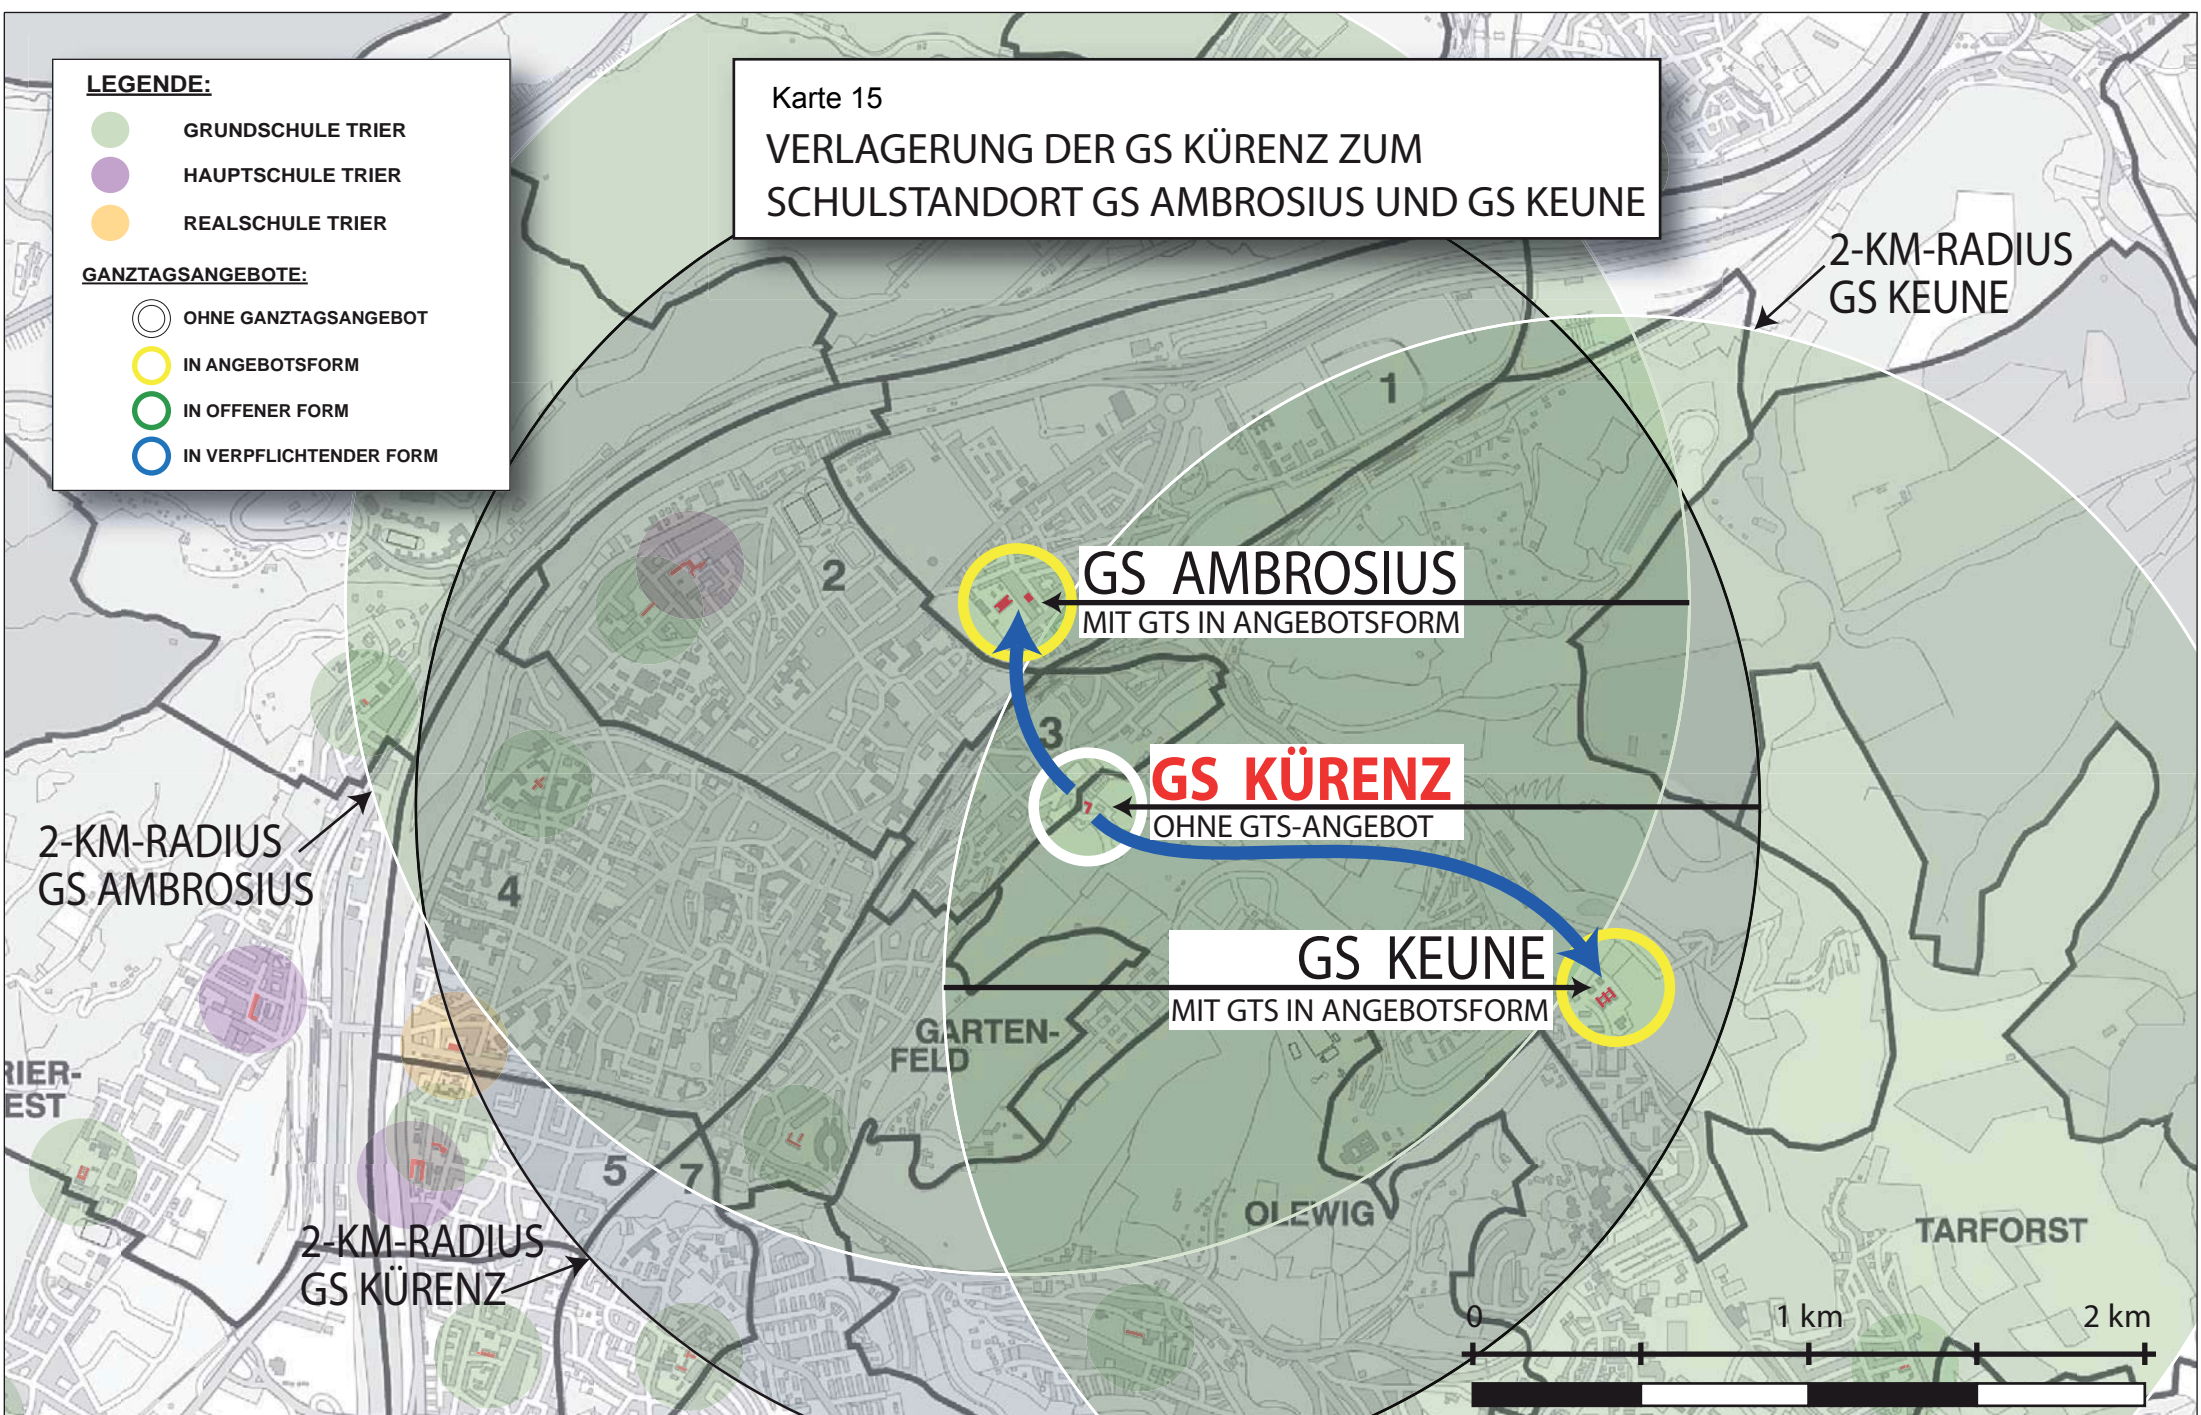 LEGENDE:
GRUNDSCHULE TRIER
HAUPTSCHULE TRIER
REALSCHULE TRIER
GANZTAGSANGEBOTE:
OHNE GANZTAGSANGEBOT
IN ANGEBOTSFORM
IN OFFENER FORM
IN VERPFLICHTENDER FORM
Karte 15
VERLAGERUNG DER GS KÜRENZ ZUM
SCHULSTANDORT GS AMBROSIUS UND GS KEUNE
2-KM-RADIUS
GS KEUNE
1
2
GS AMBROSIUS
MIT GTS IN ANGEBOTSFORM
3
GS KÜRENZ
OHNE GTS-ANGEBOT
2-KM-RADIUS
GS AMBROSIUS
4
GS KEUNE
MIT GTS IN ANGEBOTSFORM
GARTEN-
FELD
RIER-
EST
5
7
OLEWIG
TARFORST
2-KM-RADIUS
GS KÜRENZ
0
1 km
2 km